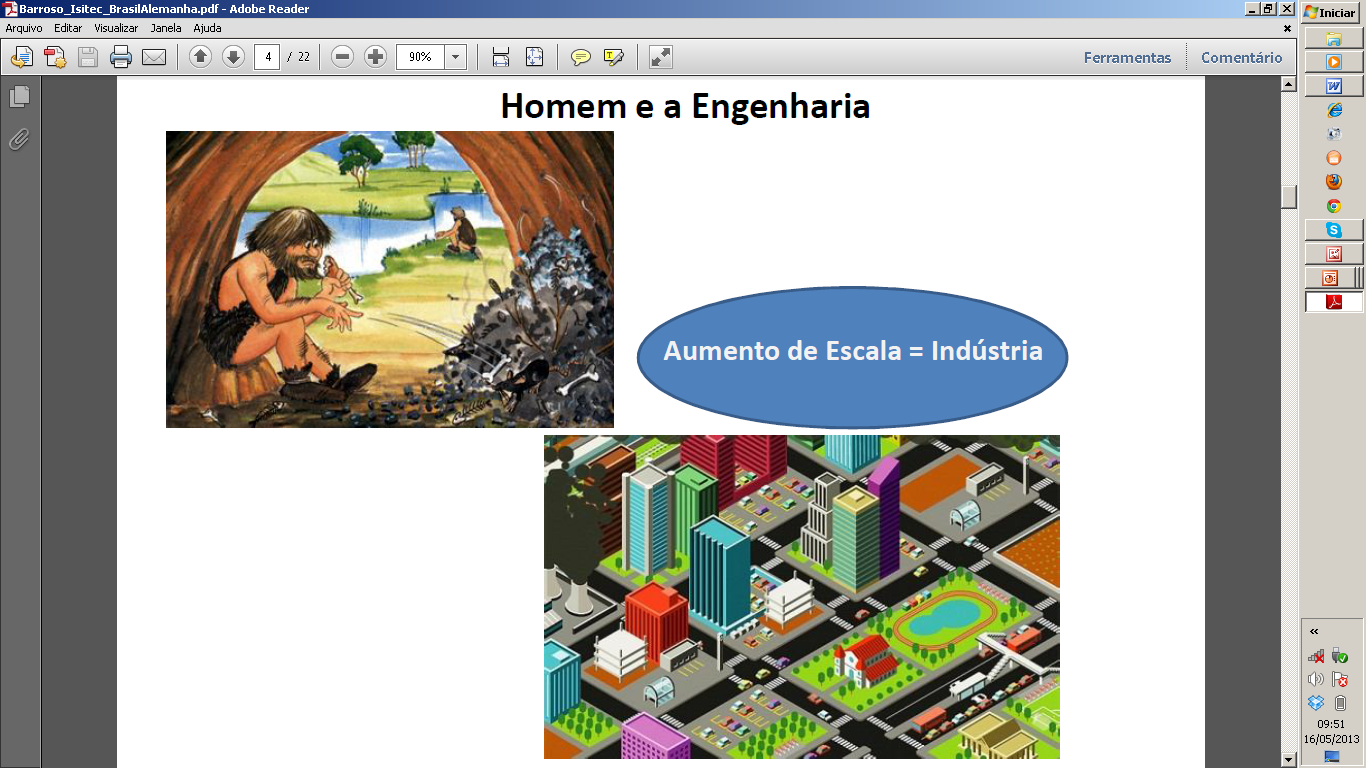 Barroso_Isitec_BrasilAlemanha.pdf - Adobe Reader
Iniciar
Arquivo Editar Visualizar Janela Ajuda
4 / 22
90%
Ferramentas Comentário
Homem e a Engenharia
Aumento de Escala = Indústria
09:51
16/05/2013